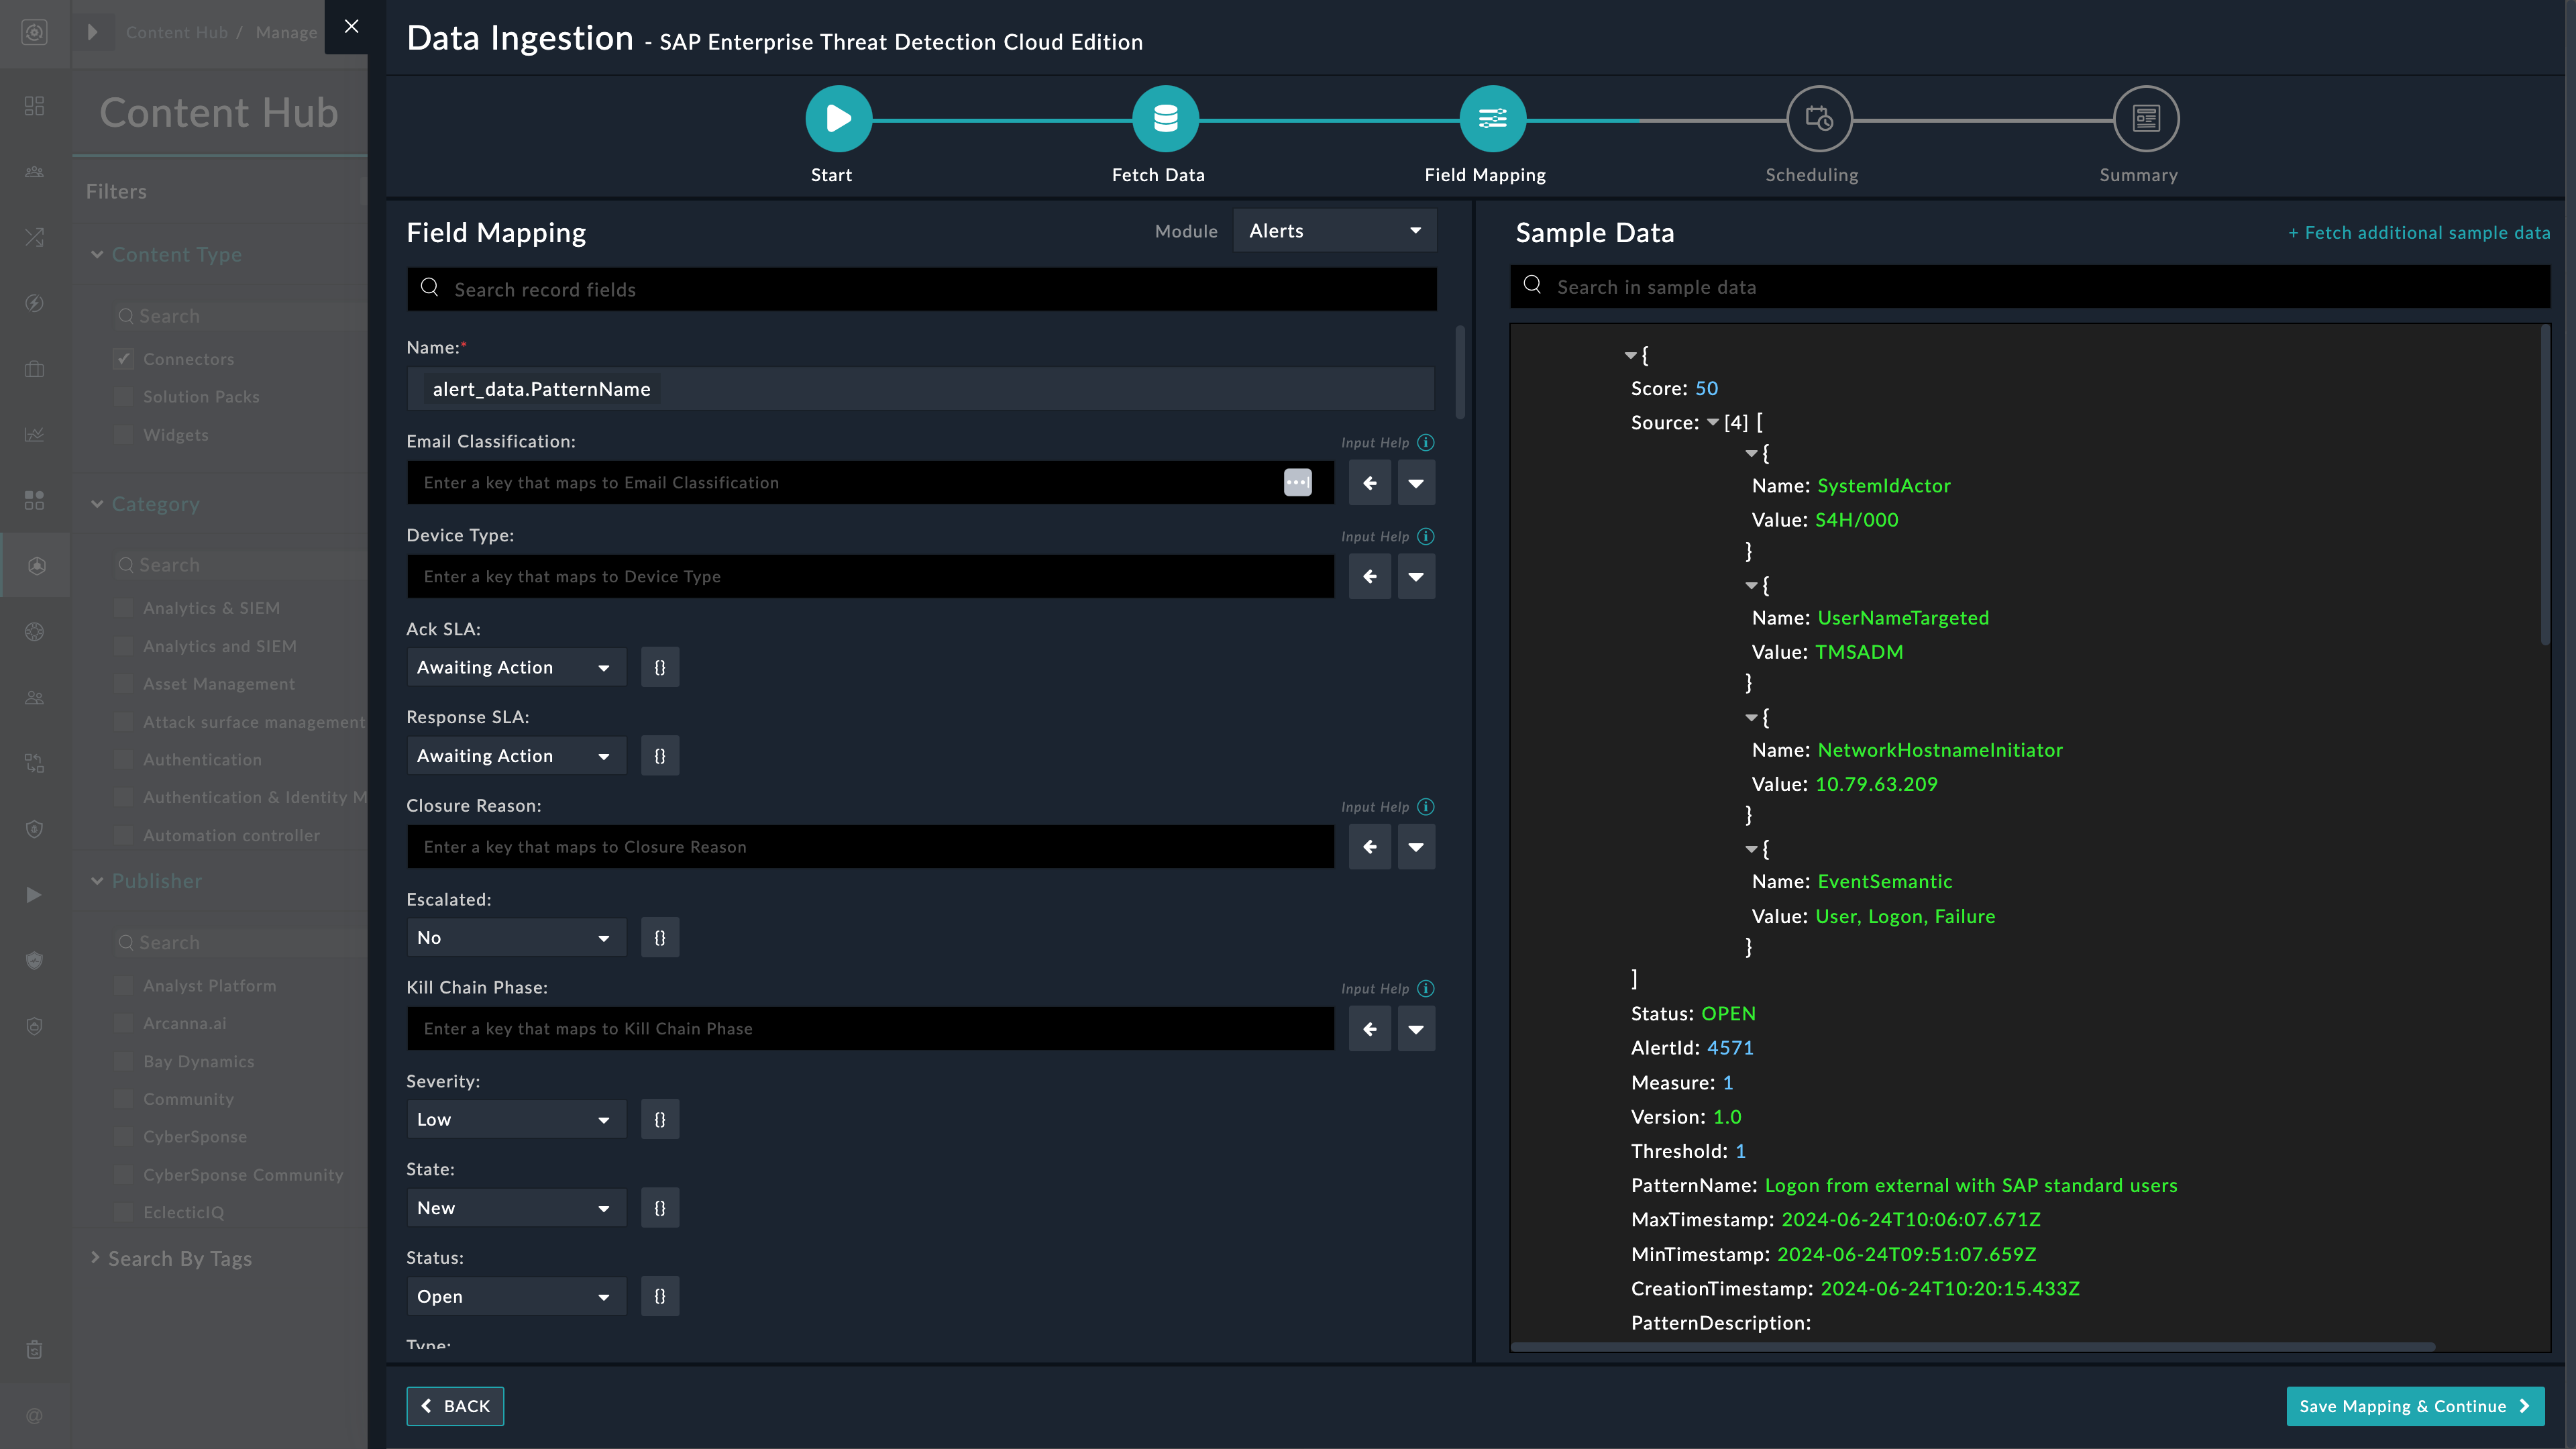 Content Hub / Manage
Content Hub
Filters
Content Type
Search
Connectors
Solution Packs
Widgets
Category
Search
Analytics & SIEM
Analytics and SIEM
Asset Management
Attack surface management
Authentication
Authentication & Identity M
Automation controller
Publisher
Search
Analyst Platform
Arcanna.ai
Bay Dynamics
Community
CyberSponse
CyberSponse Community
EclecticIQ
Search By Tags
Data Ingestion - SAP Enterprise Threat Detection Cloud Edition
Start
Fetch Data
Field Mapping
Scheduling
Summary
Field Mapping
Module
Alerts
Search record fields
Name:*
alert_data.PatternName
Email Classification:
Input Help
Enter a key that maps to Email Classification
Device Type:
Input Help
Enter a key that maps to Device Type
Ack SLA:
Awaiting Action
{}
Response SLA:
Awaiting Action
{}
Closure Reason:
Input Help
Enter a key that maps to Closure Reason
Escalated:
No
{}
Kill Chain Phase:
Input Help
Enter a key that maps to Kill Chain Phase
Severity:
Low
{}
State:
New
{}
Status:
Open
{}
Type:
BACK
Sample Data
+ Fetch additional sample data
Search in sample data
{
Score: 50
Source: [4] [
{
Name: SystemIdActor
Value: S4H/000
}
{
Name: UserNameTargeted
Value: TMSADM
}
{
Name: NetworkHostnameInitiator
Value: 10.79.63.209
}
{
Name: EventSemantic
Value: User, Logon, Failure
}
]
Status: OPEN
AlertId: 4571
Measure: 1
Version: 1.0
Threshold: 1
PatternName: Logon from external with SAP standard users
MaxTimestamp: 2024-06-24T10:06:07.671Z
MinTimestamp: 2024-06-24T09:51:07.659Z
CreationTimestamp: 2024-06-24T10:20:15.433Z
PatternDescription:
Save Mapping & Continue